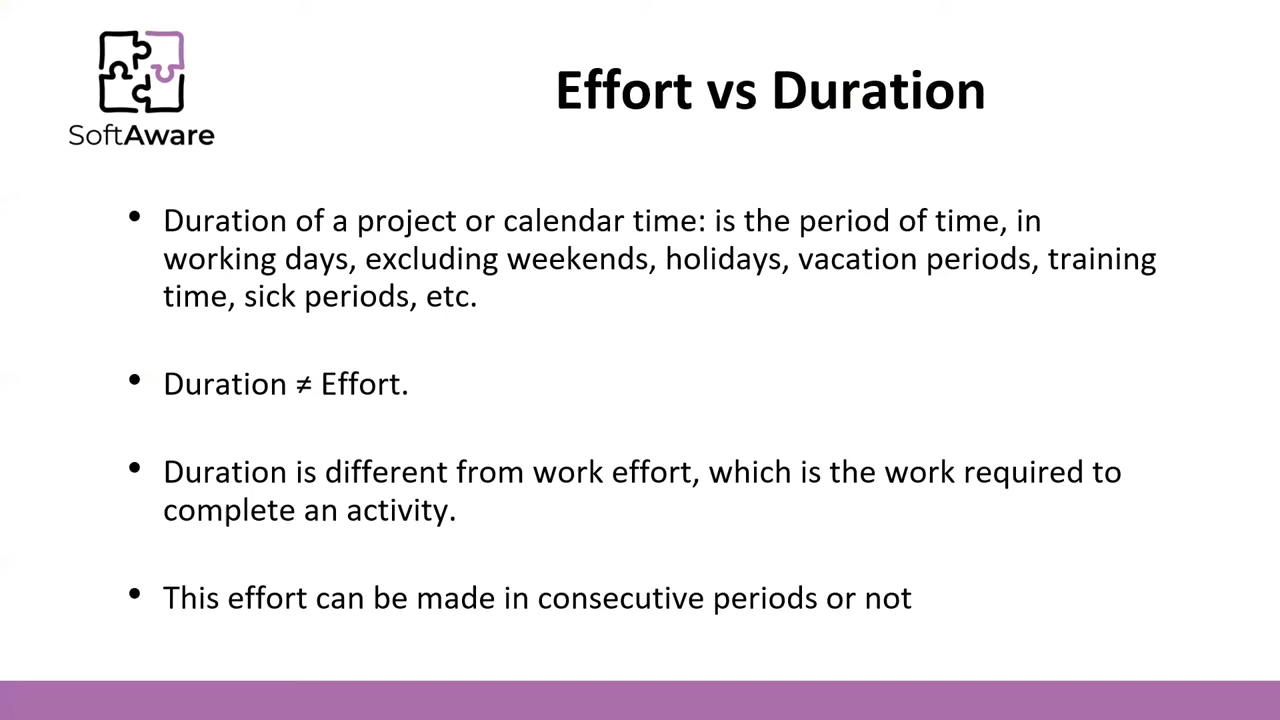 SoftAware
Effort vs Duration
• Duration of a project or calendar time: is the period of time, in
working days, excluding weekends, holidays, vacation periods, training
time, sick periods, etc.
• Duration ≠ Effort.
• Duration is different from work effort, which is the work required to
complete an activity.
• This effort can be made in consecutive periods or not